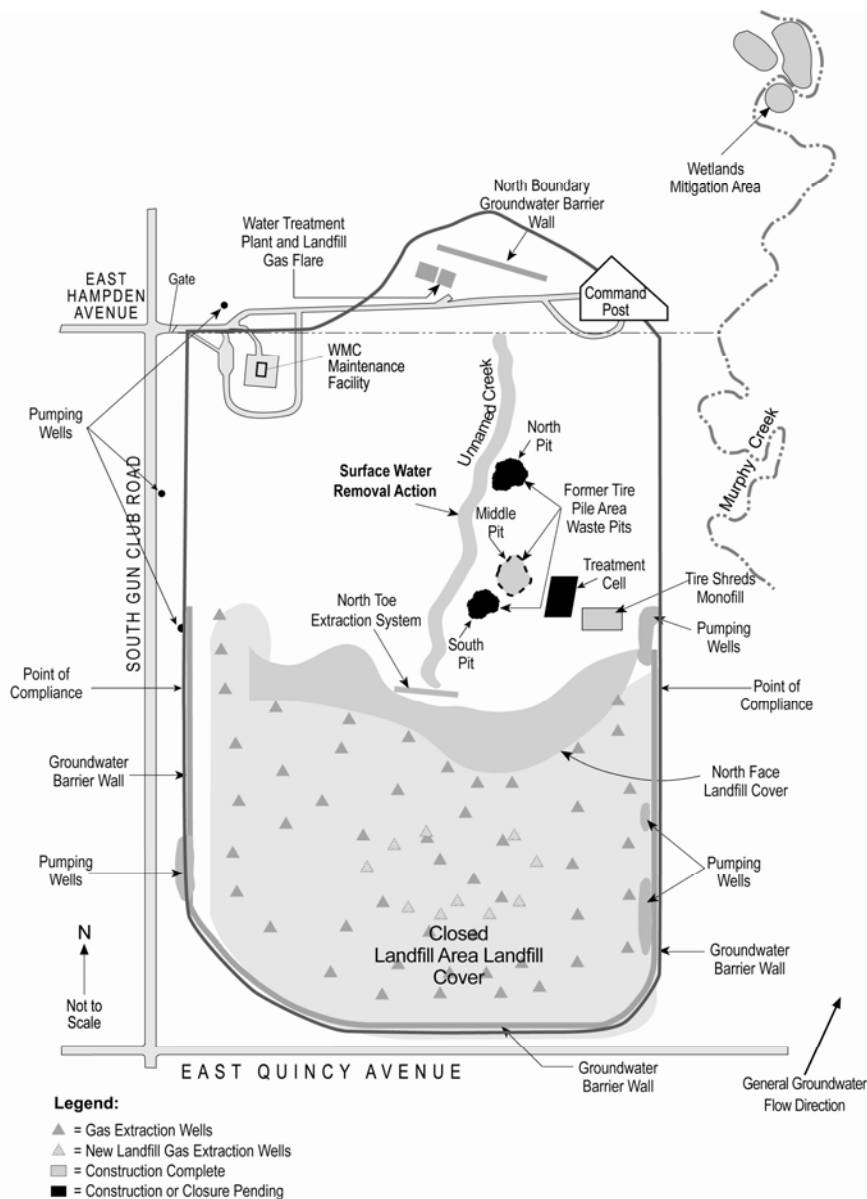 Wetlands
Mitigation Area
North Boundary
Groundwater Barrier
Wall
Water Treatment
Plant and Landfill
Gas Flare
EAST
HAMPDEN
AVENUE
Gate
Command
Post
WMC
Maintenance
Facility
Unnamed Creek
Murphy Creek
Pumping
Wells
SOUTH GUN CLUB ROAD
North
Pit
Surface Water
Removal Action
Former Tire
Pile Area
Waste Pits
Middle
Pit
Treatment
Cell
Tire Shreds
Monofill
North Toe
Extraction System
South
Pit
Pumping
Wells
Point of
Compliance
Point of
Compliance
Groundwater
Barrier Wall
North Face
Landfill Cover
Pumping
Wells
Pumping
Wells
Closed
Landfill Area Landfill
Cover
N
Not to
Scale
Groundwater
Barrier Wall
EAST QUINCY AVENUE
Groundwater
Barrier Wall
General Groundwater
Flow Direction
Legend:
= Gas Extraction Wells
= New Landfill Gas Extraction Wells
= Construction Complete
= Construction or Closure Pending